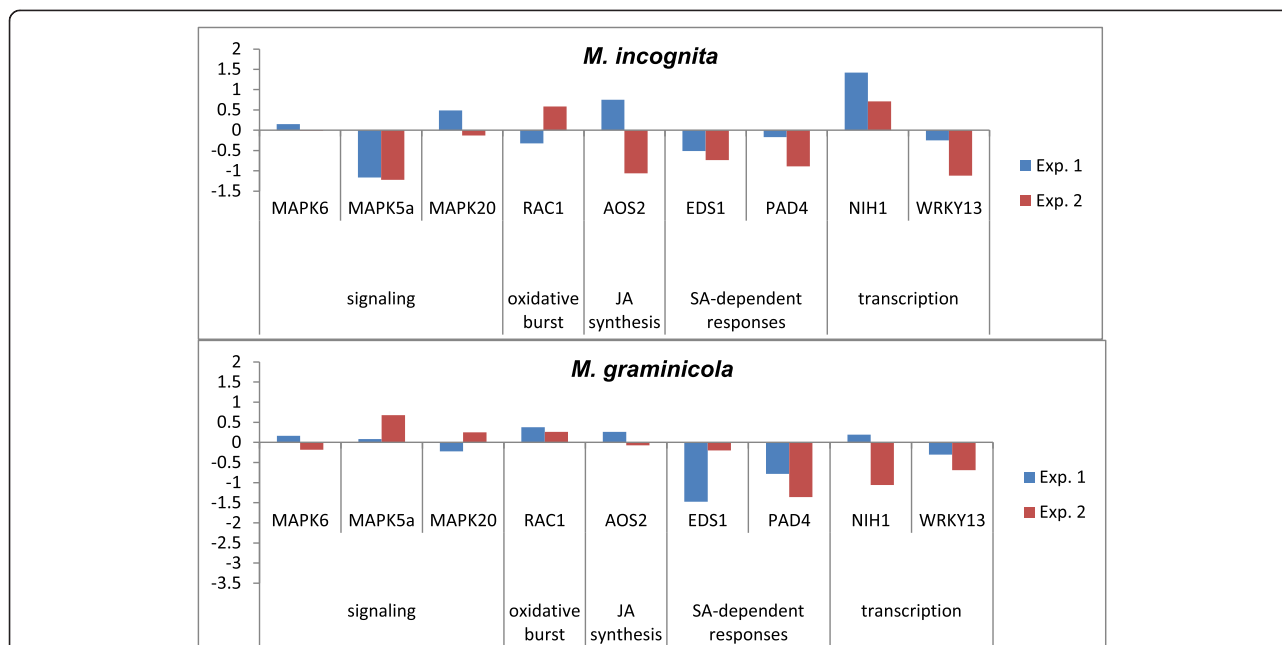 M. incognita
2
1.5
1
0.5
0
-0.5
-1
-1.5
MAPK6 MAPK5a MAPK20 RAC1 AOS2 EDS1 PAD4 NIH1 WRKY13
signaling oxidative burst JA synthesis SA-dependent responses transcription
Exp. 1
Exp. 2
M. graminicola
2
1.5
1
0.5
0
-0.5
-1
-1.5
-2
-2.5
-3
-3.5
MAPK6 MAPK5a MAPK20 RAC1 AOS2 EDS1 PAD4 NIH1 WRKY13
signaling oxidative burst JA synthesis SA-dependent responses transcription
Exp. 1
Exp. 2